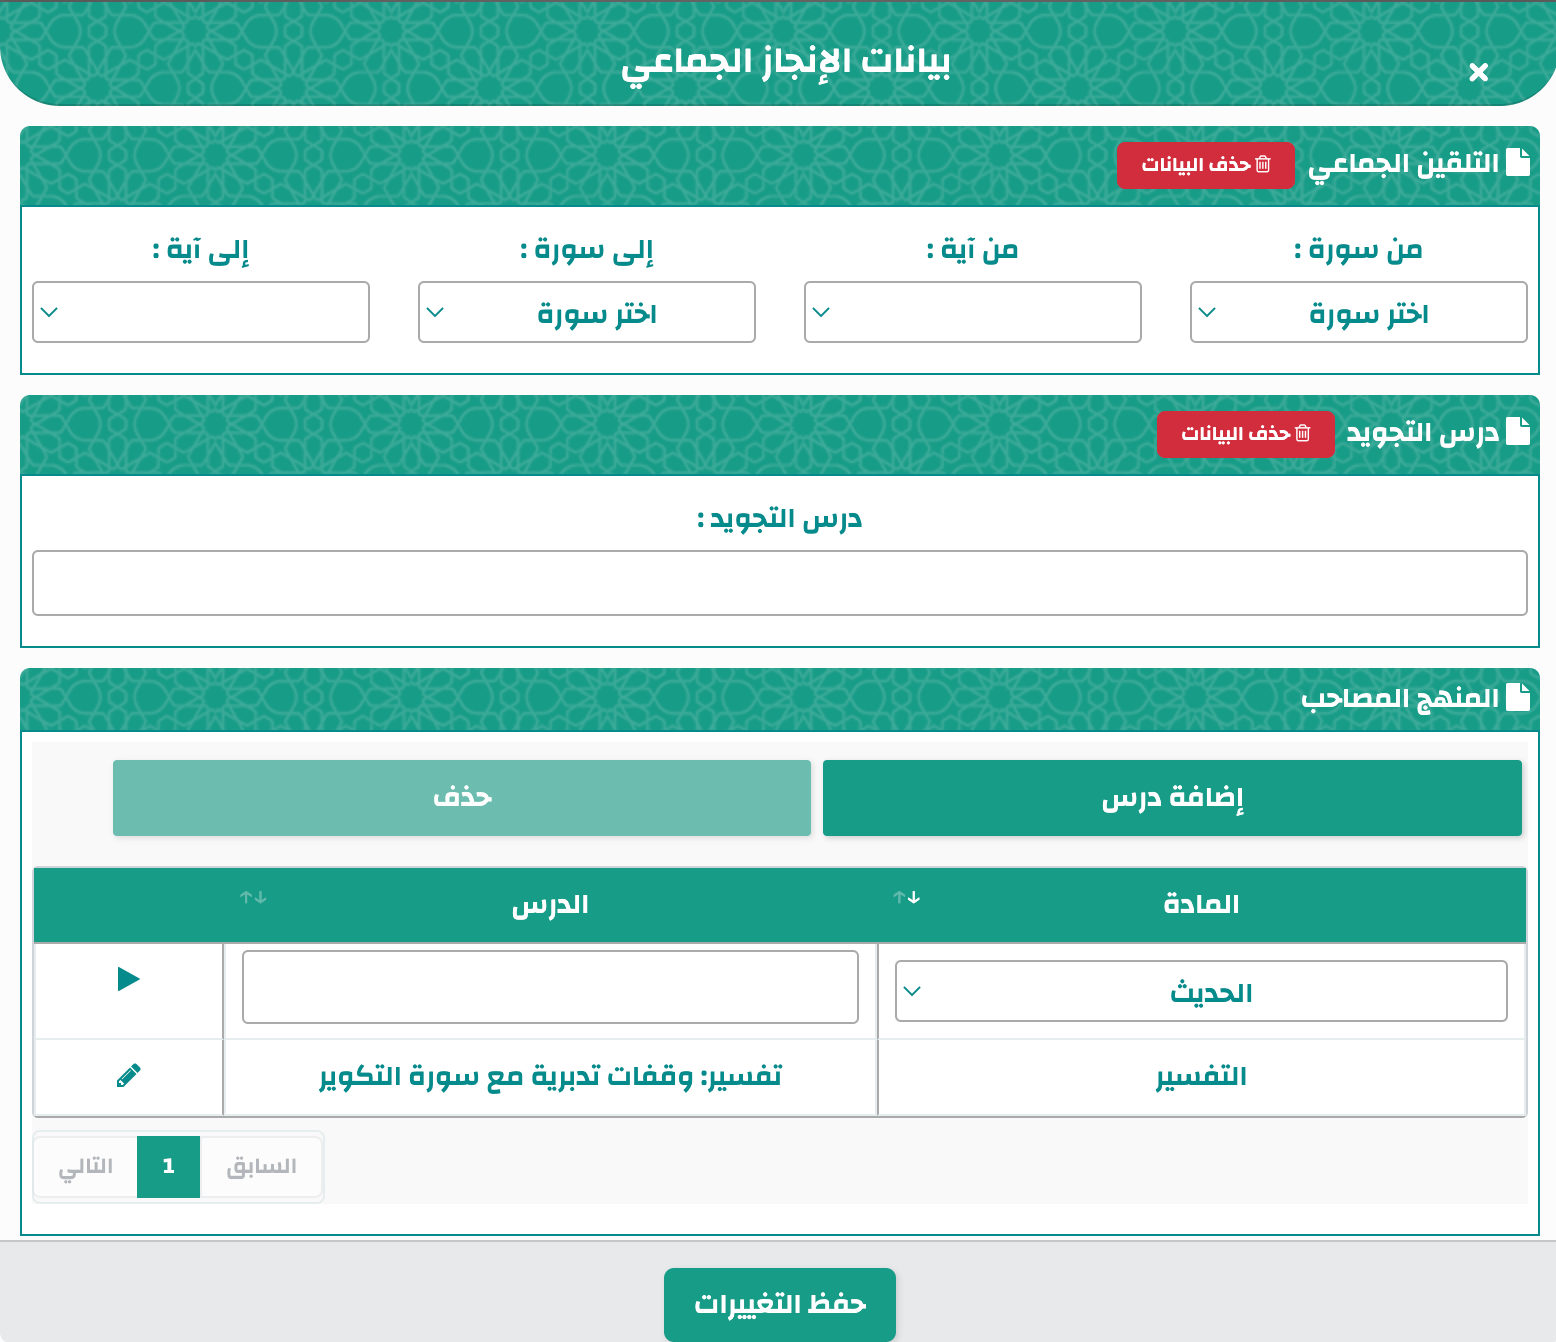 بيانات الإنجاز الجماعي
التلقين الجماعي
حذف البيانات
من سورة :
من آية :
إلى سورة :
إلى آية :
اختر سورة
اختر سورة
درس التجويد
حذف البيانات
درس التجويد :
المنهج المصاحب
إضافة درس
حذف
المادة
الدرس
الحديث
التفسير
تفسير: وقفات تدبرية مع سورة التكوير
السابق
1
التالي
حفظ التغييرات